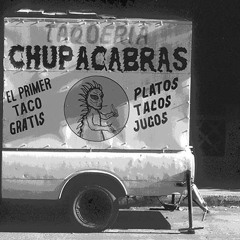 TAQUERIA
CHUPACABRAS
EL PRIMER
TACO
GRATIS
PLATOS
TACOS
JUGOS